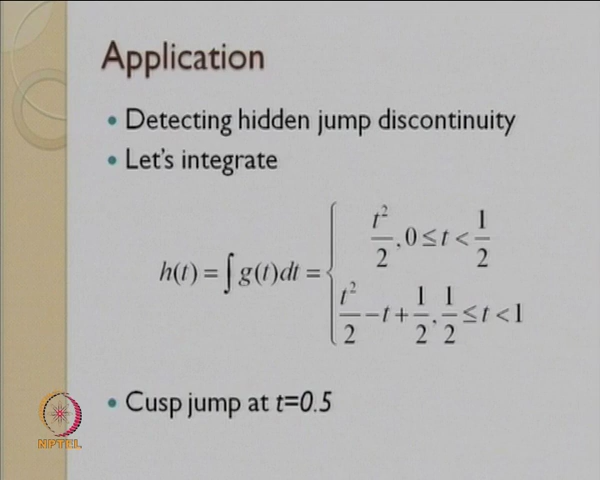 Application
Detecting hidden jump discontinuity
Let's integrate
h(t) = ∫ g(t)dt = { t²/2, 0 ≤ t < 1/2
t²/2 − t + 1/2, 1/2 ≤ t < 1
Cusp jump at t=0.5
NPTEL